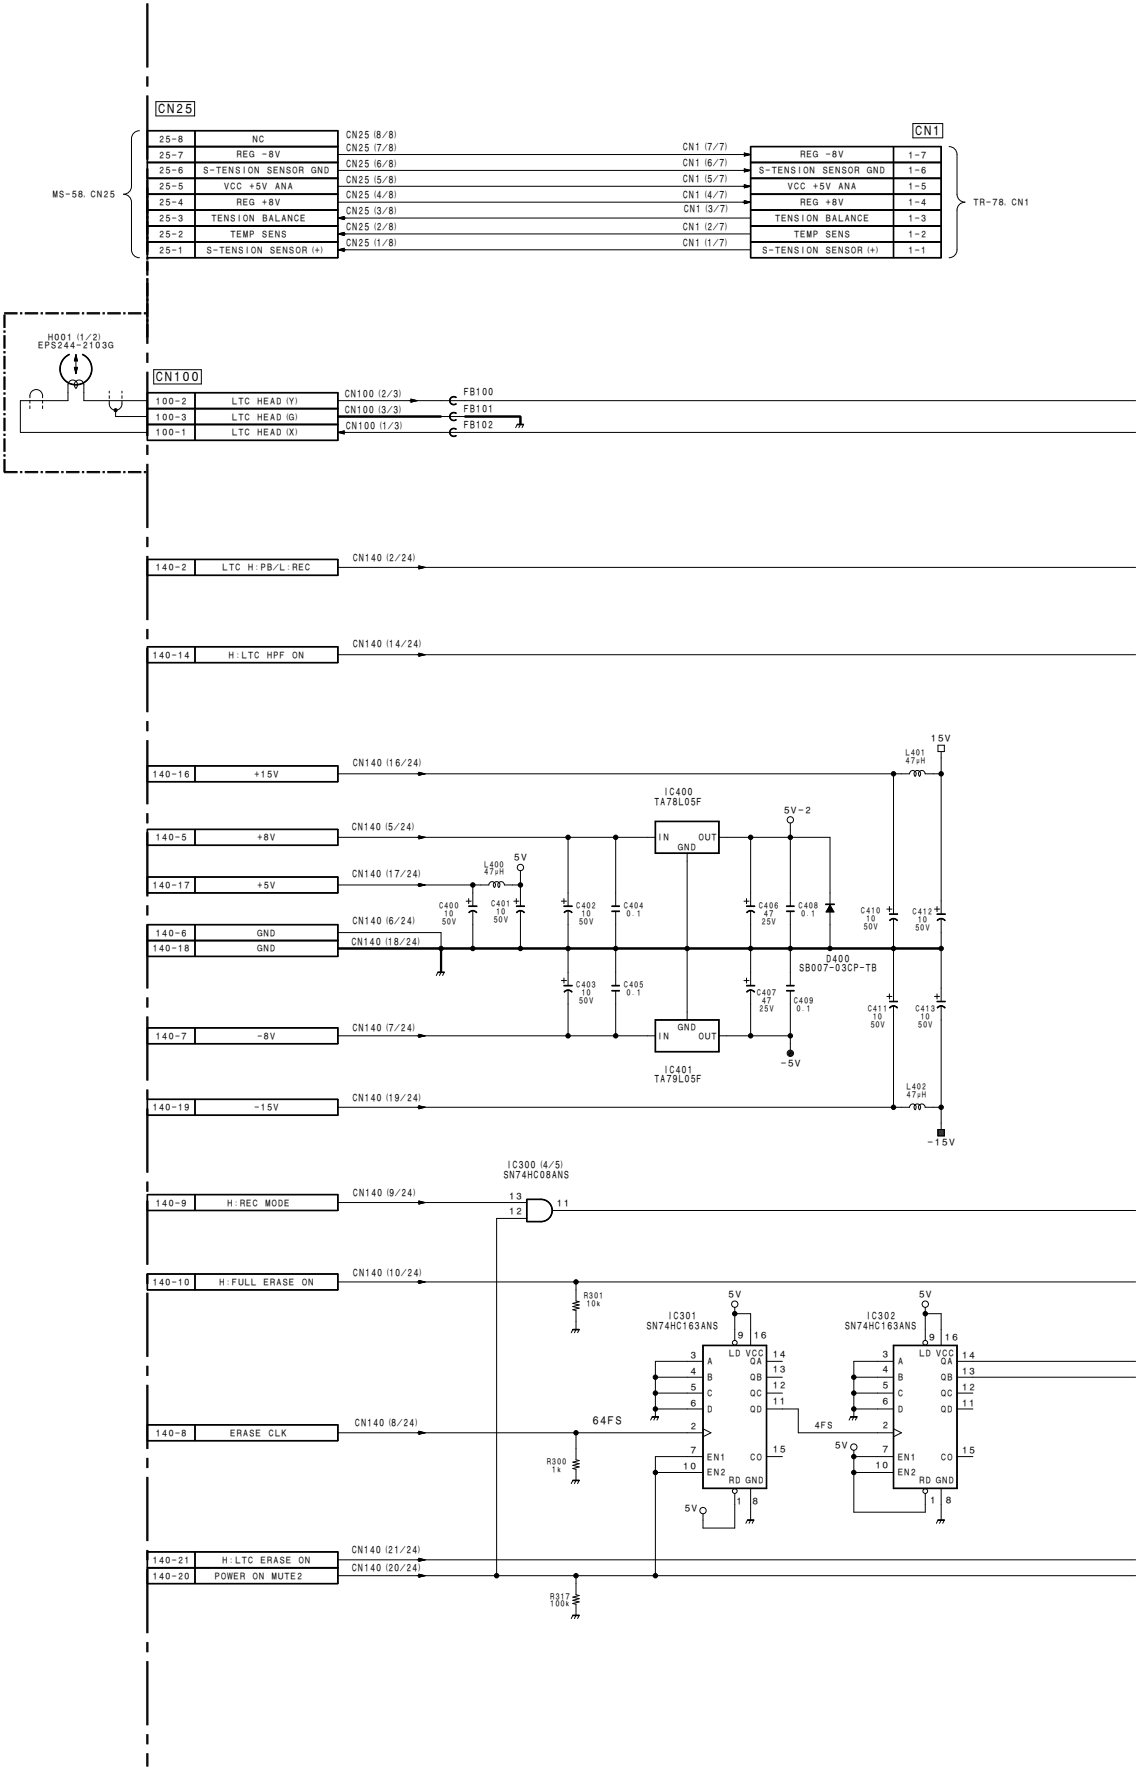 CN25
CN1
25-8 NC CN25 (8/8)
25-7 REG -8V CN25 (7/8) CN1 (7/7) REG -8V 1-7
25-6 S-TENSION SENSOR GND CN25 (6/8) CN1 (6/7) S-TENSION SENSOR GND 1-6
25-5 VCC +5V ANA CN25 (5/8) CN1 (5/7) VCC +5V ANA 1-5
25-4 REG +8V CN25 (4/8) CN1 (4/7) REG +8V 1-4
25-3 TENSION BALANCE CN25 (3/8) CN1 (3/7) TENSION BALANCE 1-3
25-2 TEMP SENS CN25 (2/8) CN1 (2/7) TEMP SENS 1-2
25-1 S-TENSION SENSOR (+) CN25 (1/8) CN1 (1/7) S-TENSION SENSOR (+) 1-1
MS-58. CN25
TR-78. CN1
H001 (1/2)
EPS244-2103G
CN100
100-2 LTC HEAD (Y) CN100 (2/3) FB100
100-3 LTC HEAD (G) CN100 (3/3) FB101
100-1 LTC HEAD (X) CN100 (1/3) FB102
140-2 LTC H:PB/L:REC CN140 (2/24)
140-14 H:LTC HPF ON CN140 (14/24)
140-16 +15V CN140 (16/24)
L401
47μH
15V
IC400
TA78L05F
IN OUT
GND
5V-2
140-5 +8V CN140 (5/24)
140-17 +5V CN140 (17/24)
L400
47μH
5V
C400
10
50V
C401
10
50V
C402
10
50V
C404
0.1
C406
47
25V
C408
0.1
C410
10
50V
C412
10
50V
140-6 GND CN140 (6/24)
140-18 GND CN140 (18/24)
D400
SB007-03CP-TB
C403
10
50V
C405
0.1
C407
47
25V
C409
0.1
C411
10
50V
C413
10
50V
140-7 -8V CN140 (7/24)
GND
IN OUT
IC401
TA79L05F
-5V
140-19 -15V CN140 (19/24)
L402
47μH
-15V
IC300 (4/5)
SN74HC08ANS
140-9 H:REC MODE CN140 (9/24)
13
12
11
140-10 H:FULL ERASE ON CN140 (10/24)
R301
10k
IC301
SN74HC163ANS
5V
9 16
LD VCC
3 A QA 14
4 B QB 13
5 C QC 12
6 D QD 11
2
7 EN1 CO 15
10 EN2
RD GND
1 8
5V
IC302
SN74HC163ANS
5V
9 16
LD VCC
3 A QA 14
4 B QB 13
5 C QC 12
6 D QD 11
2
7 EN1 CO 15
10 EN2
RD GND
1 8
5V
4FS
64FS
140-8 ERASE CLK CN140 (8/24)
R300
1k
140-21 H:LTC ERASE ON CN140 (21/24)
140-20 POWER ON MUTE2 CN140 (20/24)
R317
100k